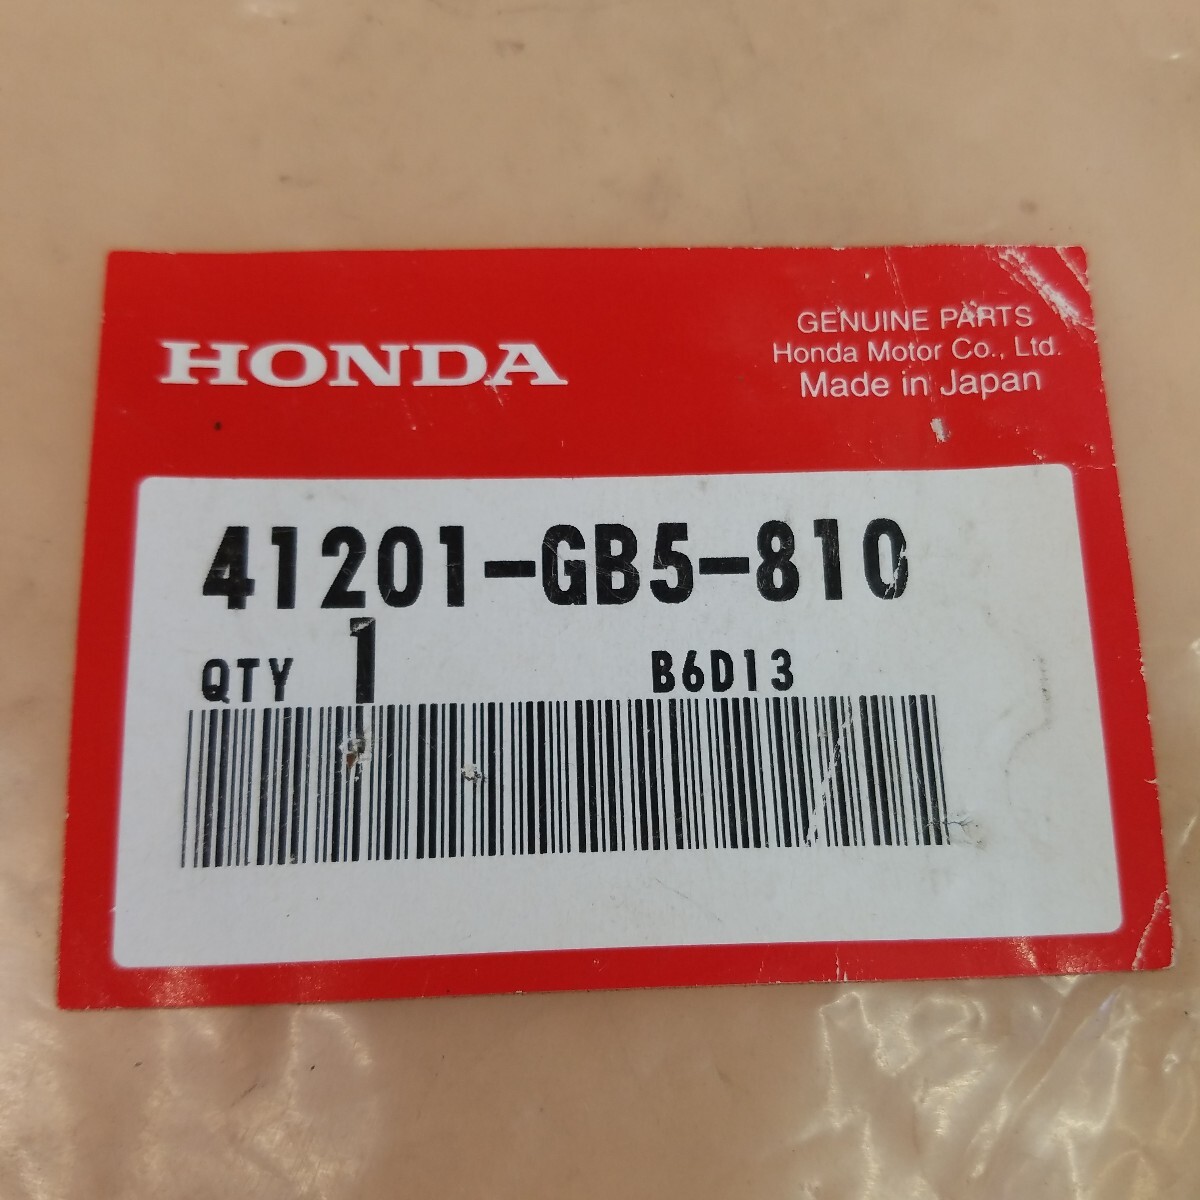 HONDA
GENUINE PARTS
Honda Motor Co., Ltd.
Made in Japan
41201-GB5-810
QTY 1 B6D13